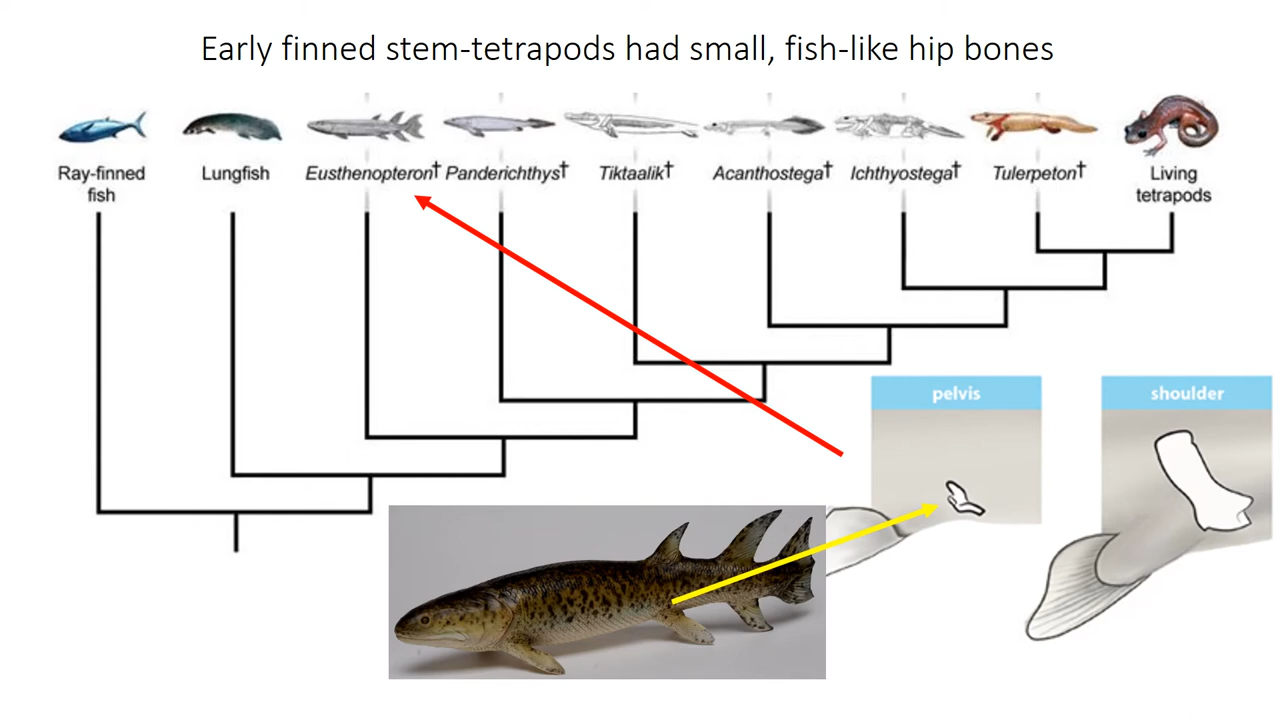 Early finned stem-tetrapods had small, fish-like hip bones
Ray-finned
fish
Lungfish
Eusthenopteron†
Panderichthys†
Tiktaalik†
Acanthostega†
Ichthyostega†
Tulerpeton†
Living
tetrapods
pelvis
shoulder